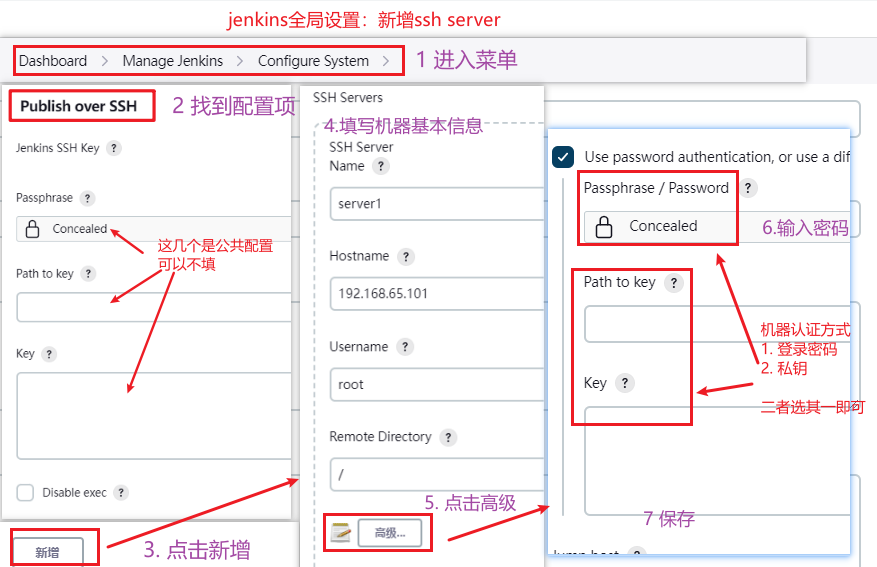 jenkins全局设置：新增ssh server
Dashboard > Manage Jenkins > Configure System >
1 进入菜单
Publish over SSH
2 找到配置项
Jenkins SSH Key ?
Passphrase ?
Concealed
这几个是公共配置
可以不填
Path to key ?
Key ?
Disable exec ?
新增
3. 点击新增
SSH Servers
4.填写机器基本信息
SSH Server
Name ?
server1
Hostname ?
192.168.65.101
Username ?
root
Remote Directory ?
/
5. 点击高级
高级...
Use password authentication, or use a dif
Passphrase / Password ?
Concealed
6.输入密码
Path to key ?
机器认证方式
1. 登录密码
2. 私钥
Key ?
二者选其一即可
7 保存